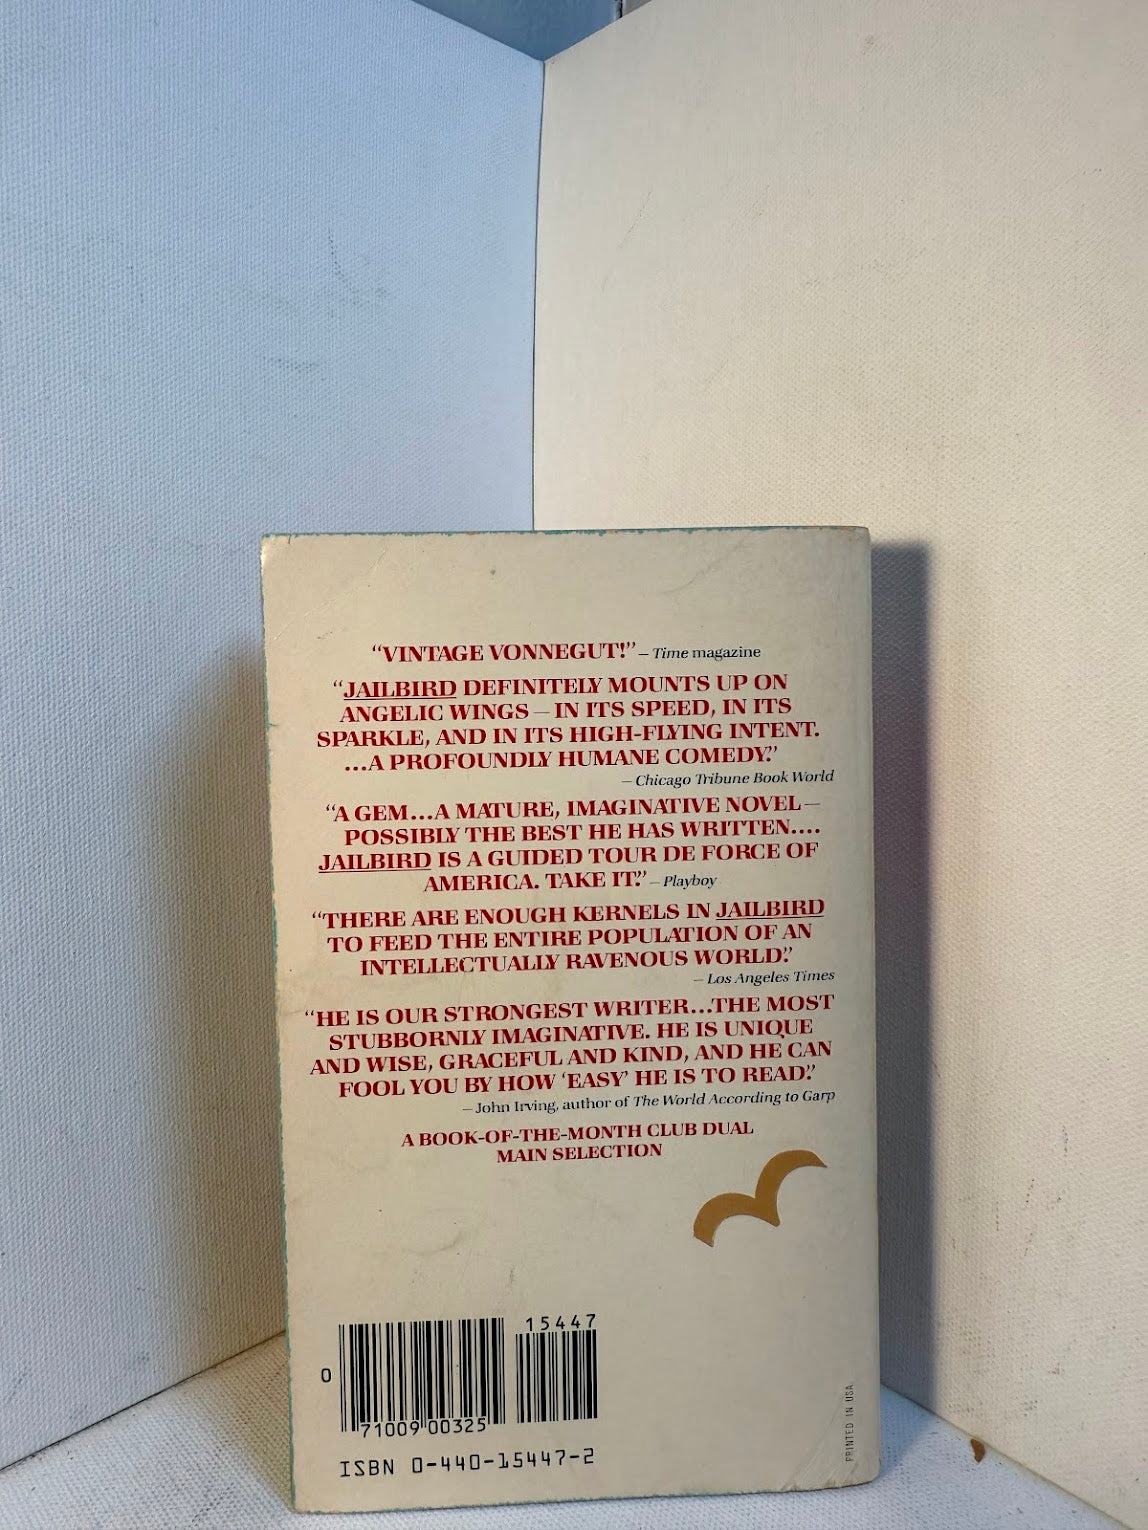 “VINTAGE VONNEGUT!” – Time magazine
“JAILBIRD DEFINITELY MOUNTS UP ON
ANGELIC WINGS — IN ITS SPEED, IN ITS
SPARKLE, AND IN ITS HIGH-FLYING INTENT.
...A PROFOUNDLY HUMANE COMEDY.”
– Chicago Tribune Book World
“A GEM...A MATURE, IMAGINATIVE NOVEL—
POSSIBLY THE BEST HE HAS WRITTEN....
JAILBIRD IS A GUIDED TOUR DE FORCE OF
AMERICA. TAKE IT.” – Playboy
“THERE ARE ENOUGH KERNELS IN JAILBIRD
TO FEED THE ENTIRE POPULATION OF AN
INTELLECTUALLY RAVENOUS WORLD.”
– Los Angeles Times
“HE IS OUR STRONGEST WRITER...THE MOST
STUBBORNLY IMAGINATIVE. HE IS UNIQUE
AND WISE, GRACEFUL AND KIND, AND HE CAN
FOOL YOU BY HOW ‘EASY’ HE IS TO READ.”
– John Irving, author of The World According to Garp
A BOOK-OF-THE-MONTH CLUB DUAL
MAIN SELECTION
15447
0
71009 00325
ISBN 0-440-15447-2
PRINTED IN USA